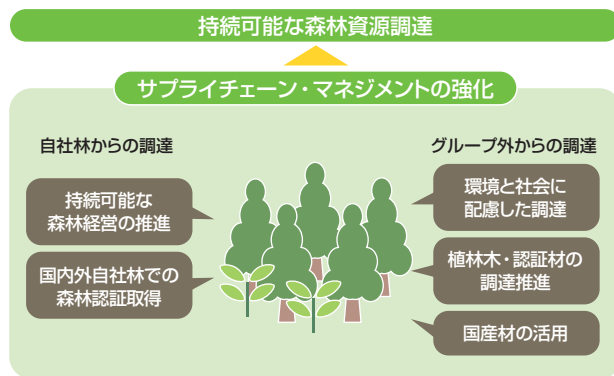 持続可能な森林資源調達
サプライチェーン・マネジメントの強化
自社林からの調達
持続可能な
森林経営の推進
国内外自社林での
森林認証取得
グループ外からの調達
環境と社会に
配慮した調達
植林木・認証材の
調達推進
国産材の活用